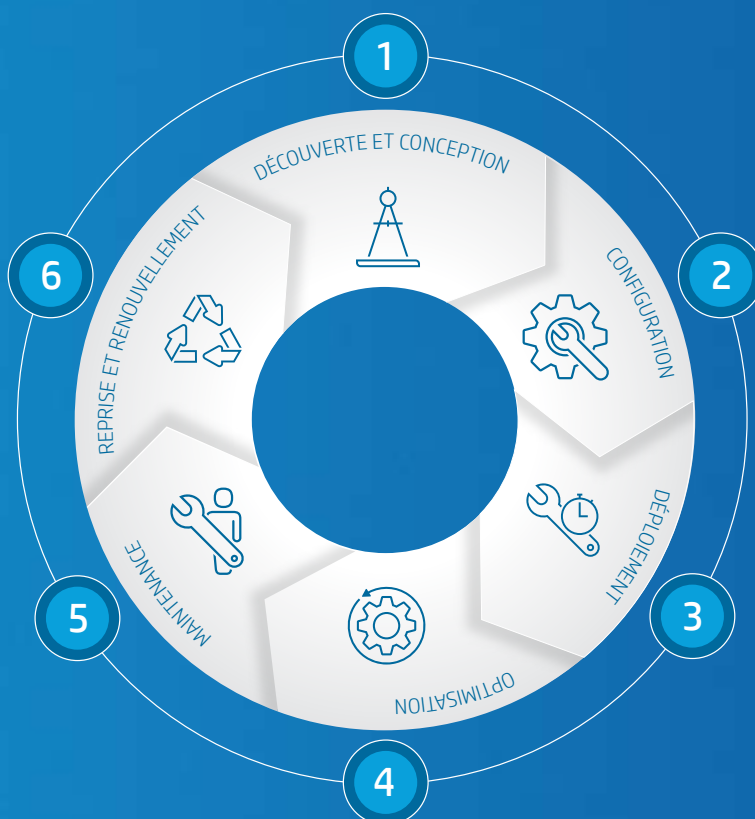 1
DÉCOUVERTE ET CONCEPTION
2
CONFIGURATION
3
DÉPLOIEMENT
4
OPTIMISATION
5
MAINTENANCE
6
REPRISE ET RENOUVELLEMENT